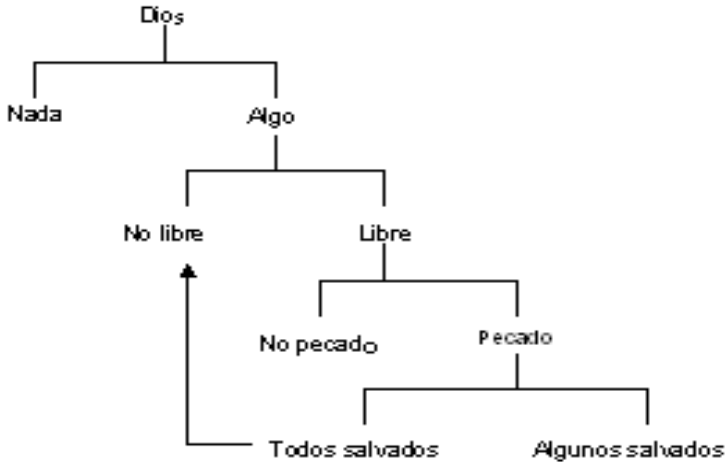 Dios
Nada
Algo
No libre
Libre
No pecado
Pecado
Todos salvados
Algunos salvados